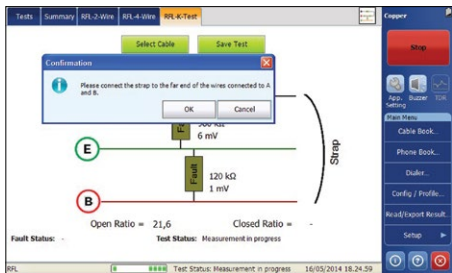 Tests Summary RFL-2-Wire RFL-4-Wire RFL-K-Test
Copper
Select Cable Save Test
Stop
Confirmation
Please connect the strap to the far end of the wires connected to A
and B.
OK Cancel
App.
Setting
Buzzer
TDR
Main Menu
Cable Book...
Phone Book...
Dialer...
Config / Profile...
Read/Export Result...
Setup
Fault
6 mV
E
Strap
Fault
120 kΩ
1 mV
B
Open Ratio = 21,6 Closed Ratio = -
Fault Status: - Test Status: Measurement in progress
RFL Test Status: Measurement in progress 16/05/2014 18.24.59